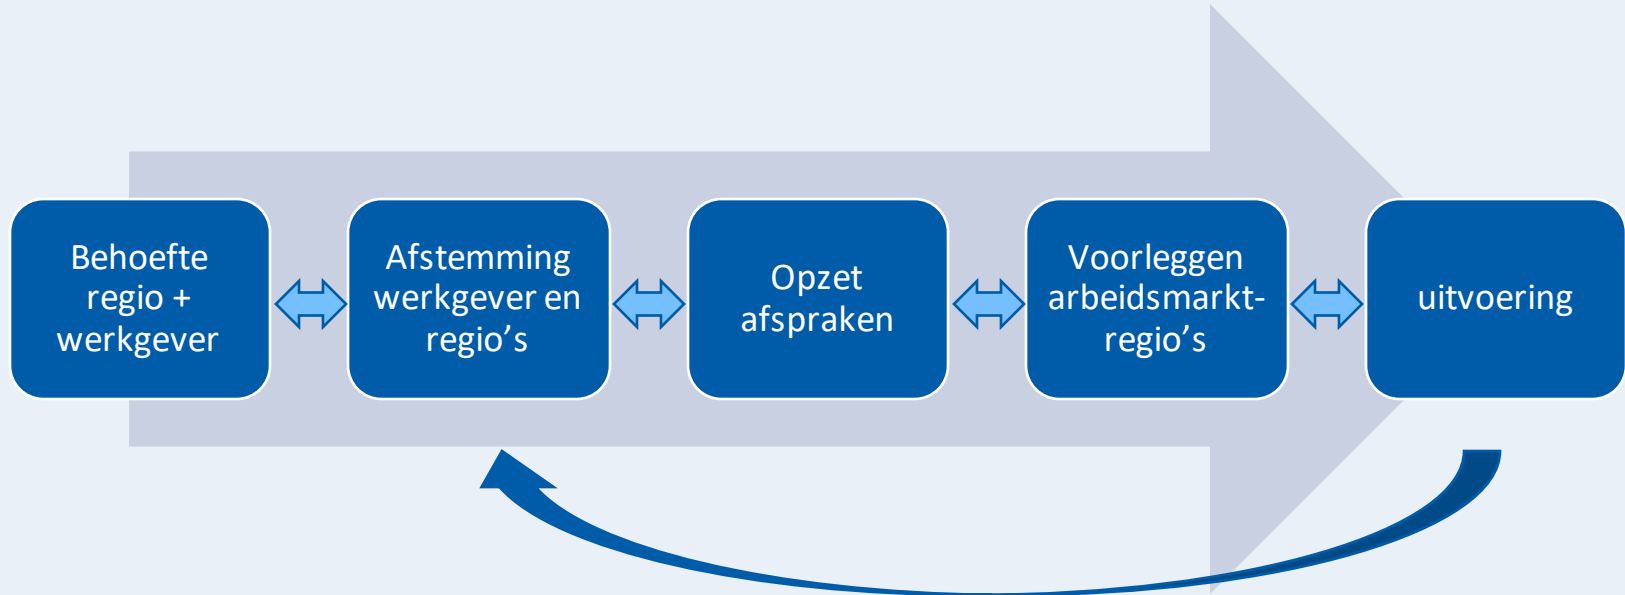 Behoefte
regio +
werkgever
Afstemming
werkgever en
regio’s
Opzet
afspraken
Voorleggen
arbeidsmarkt-
regio’s
uitvoering